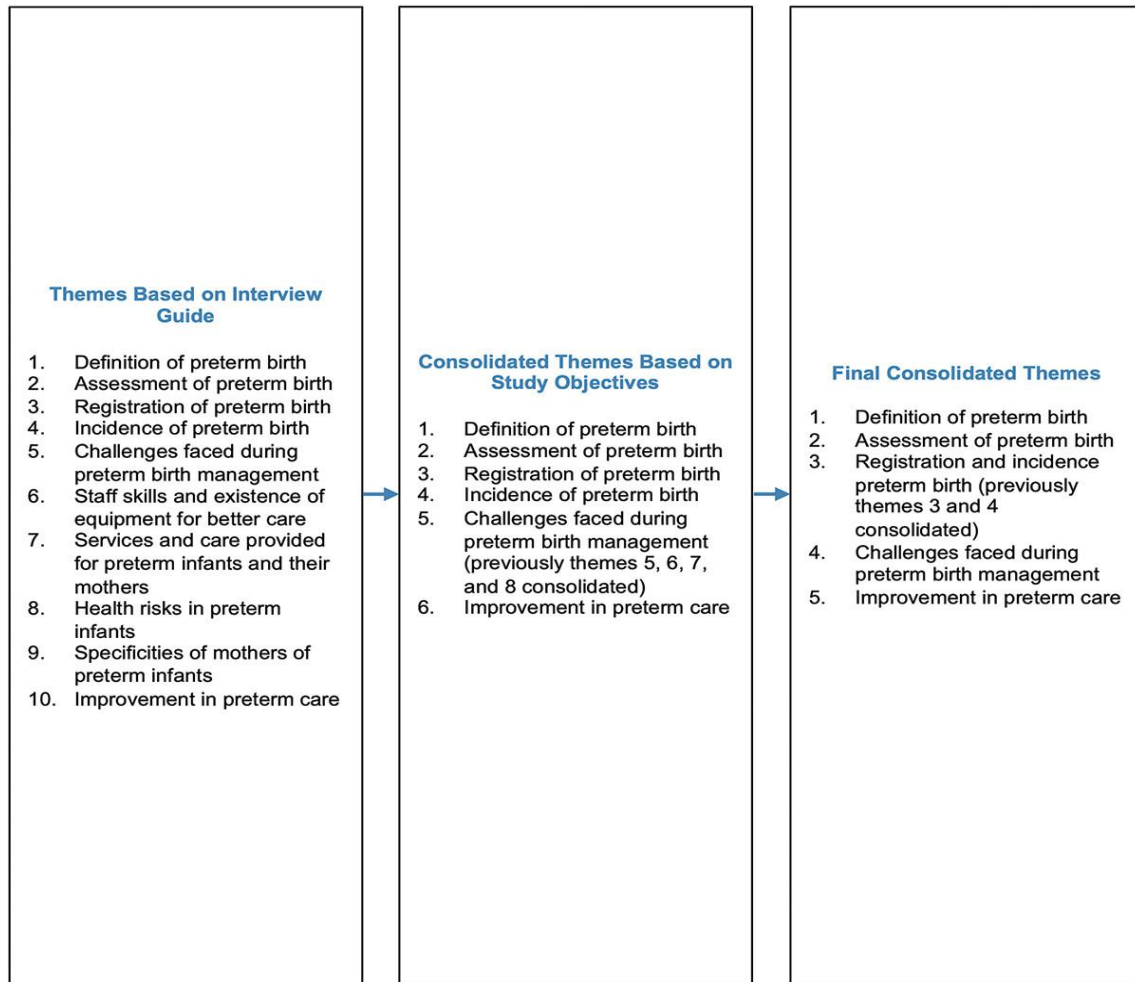 Themes Based on Interview
Guide
1. Definition of preterm birth
2. Assessment of preterm birth
3. Registration of preterm birth
4. Incidence of preterm birth
5. Challenges faced during
preterm birth management
6. Staff skills and existence of
equipment for better care
7. Services and care provided
for preterm infants and their
mothers
8. Health risks in preterm
infants
9. Specificities of mothers of
preterm infants
10. Improvement in preterm care
Consolidated Themes Based on
Study Objectives
1. Definition of preterm birth
2. Assessment of preterm birth
3. Registration of preterm birth
4. Incidence of preterm birth
5. Challenges faced during
preterm birth management
(previously themes 5, 6, 7,
and 8 consolidated)
6. Improvement in preterm care
Final Consolidated Themes
1. Definition of preterm birth
2. Assessment of preterm birth
3. Registration and incidence
preterm birth (previously
themes 3 and 4
consolidated)
4. Challenges faced during
preterm birth management
5. Improvement in preterm care